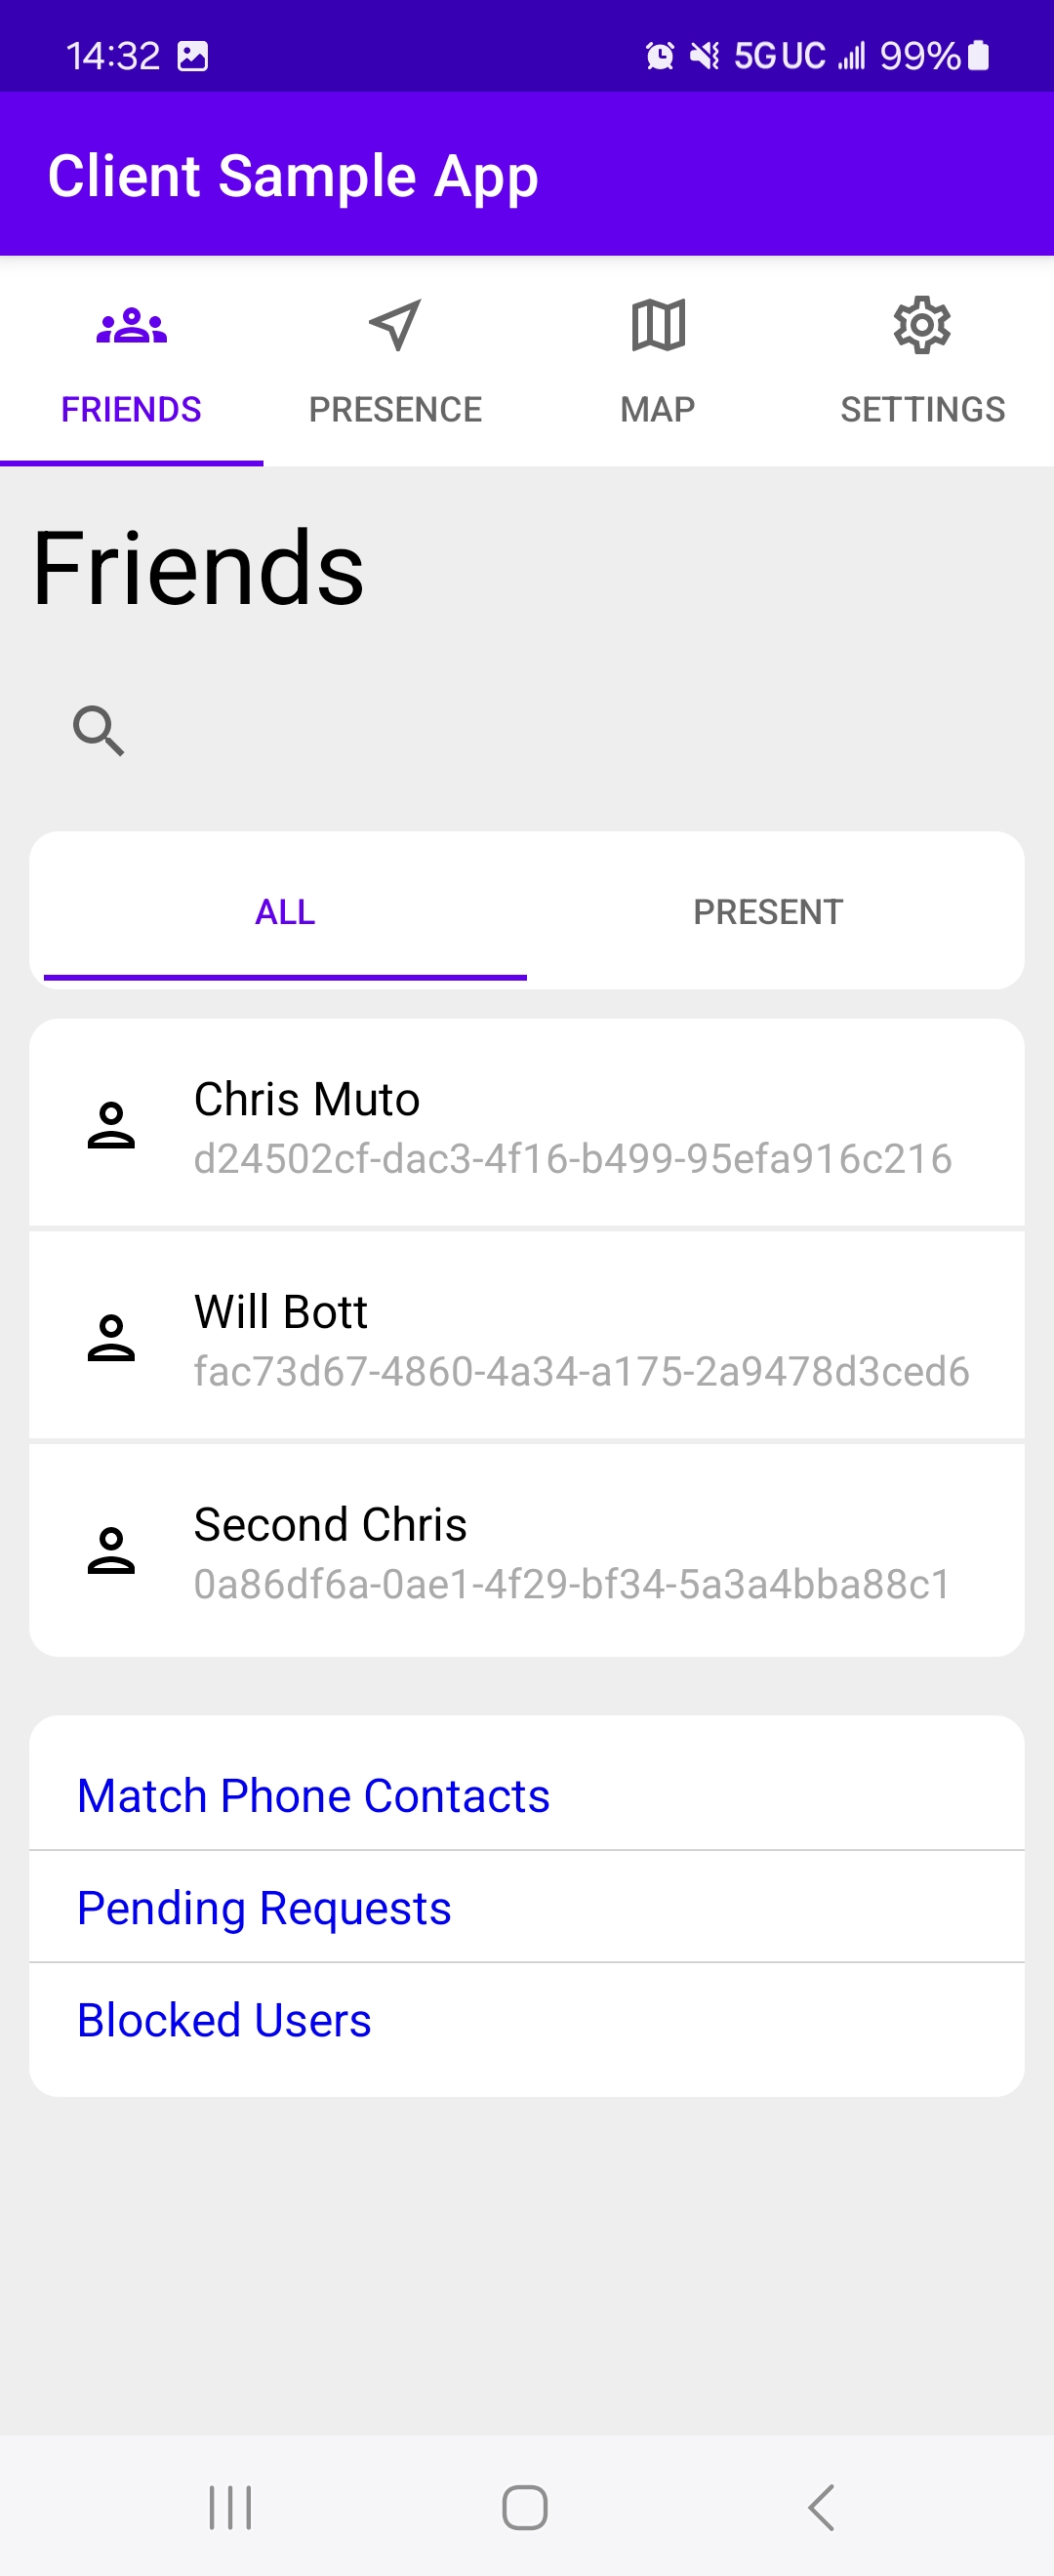 14:32 5G UC 99%
Client Sample App
FRIENDS PRESENCE MAP SETTINGS
Friends
ALL PRESENT
Chris Muto
d24502cf-dac3-4f16-b499-95efa916c216
Will Bott
fac73d67-4860-4a34-a175-2a9478d3ced6
Second Chris
0a86df6a-0ae1-4f29-bf34-5a3a4bba88c1
Match Phone Contacts
Pending Requests
Blocked Users